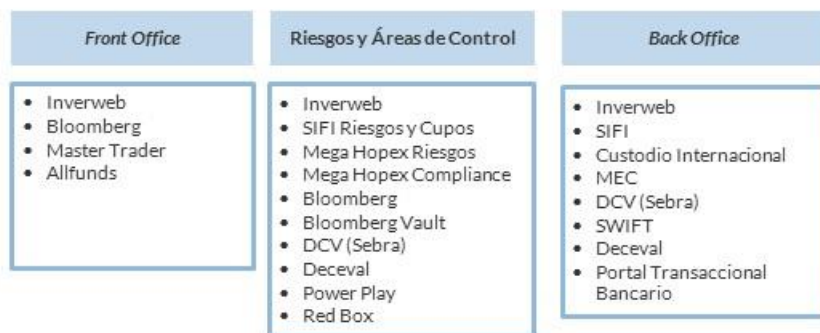 Front Office
Inverweb
Bloomberg
Master Trader
Allfunds
Riesgos y Áreas de Control
Inverweb
SIFI Riesgos y Cupos
Mega Hopex Riesgos
Mega Hopex Compliance
Bloomberg
Bloomberg Vault
DCV (Sebra)
Deceval
Power Play
Red Box
Back Office
Inverweb
SIFI
Custodio Internacional
MEC
DCV (Sebra)
SWIFT
Deceval
Portal Transaccional
Bancario